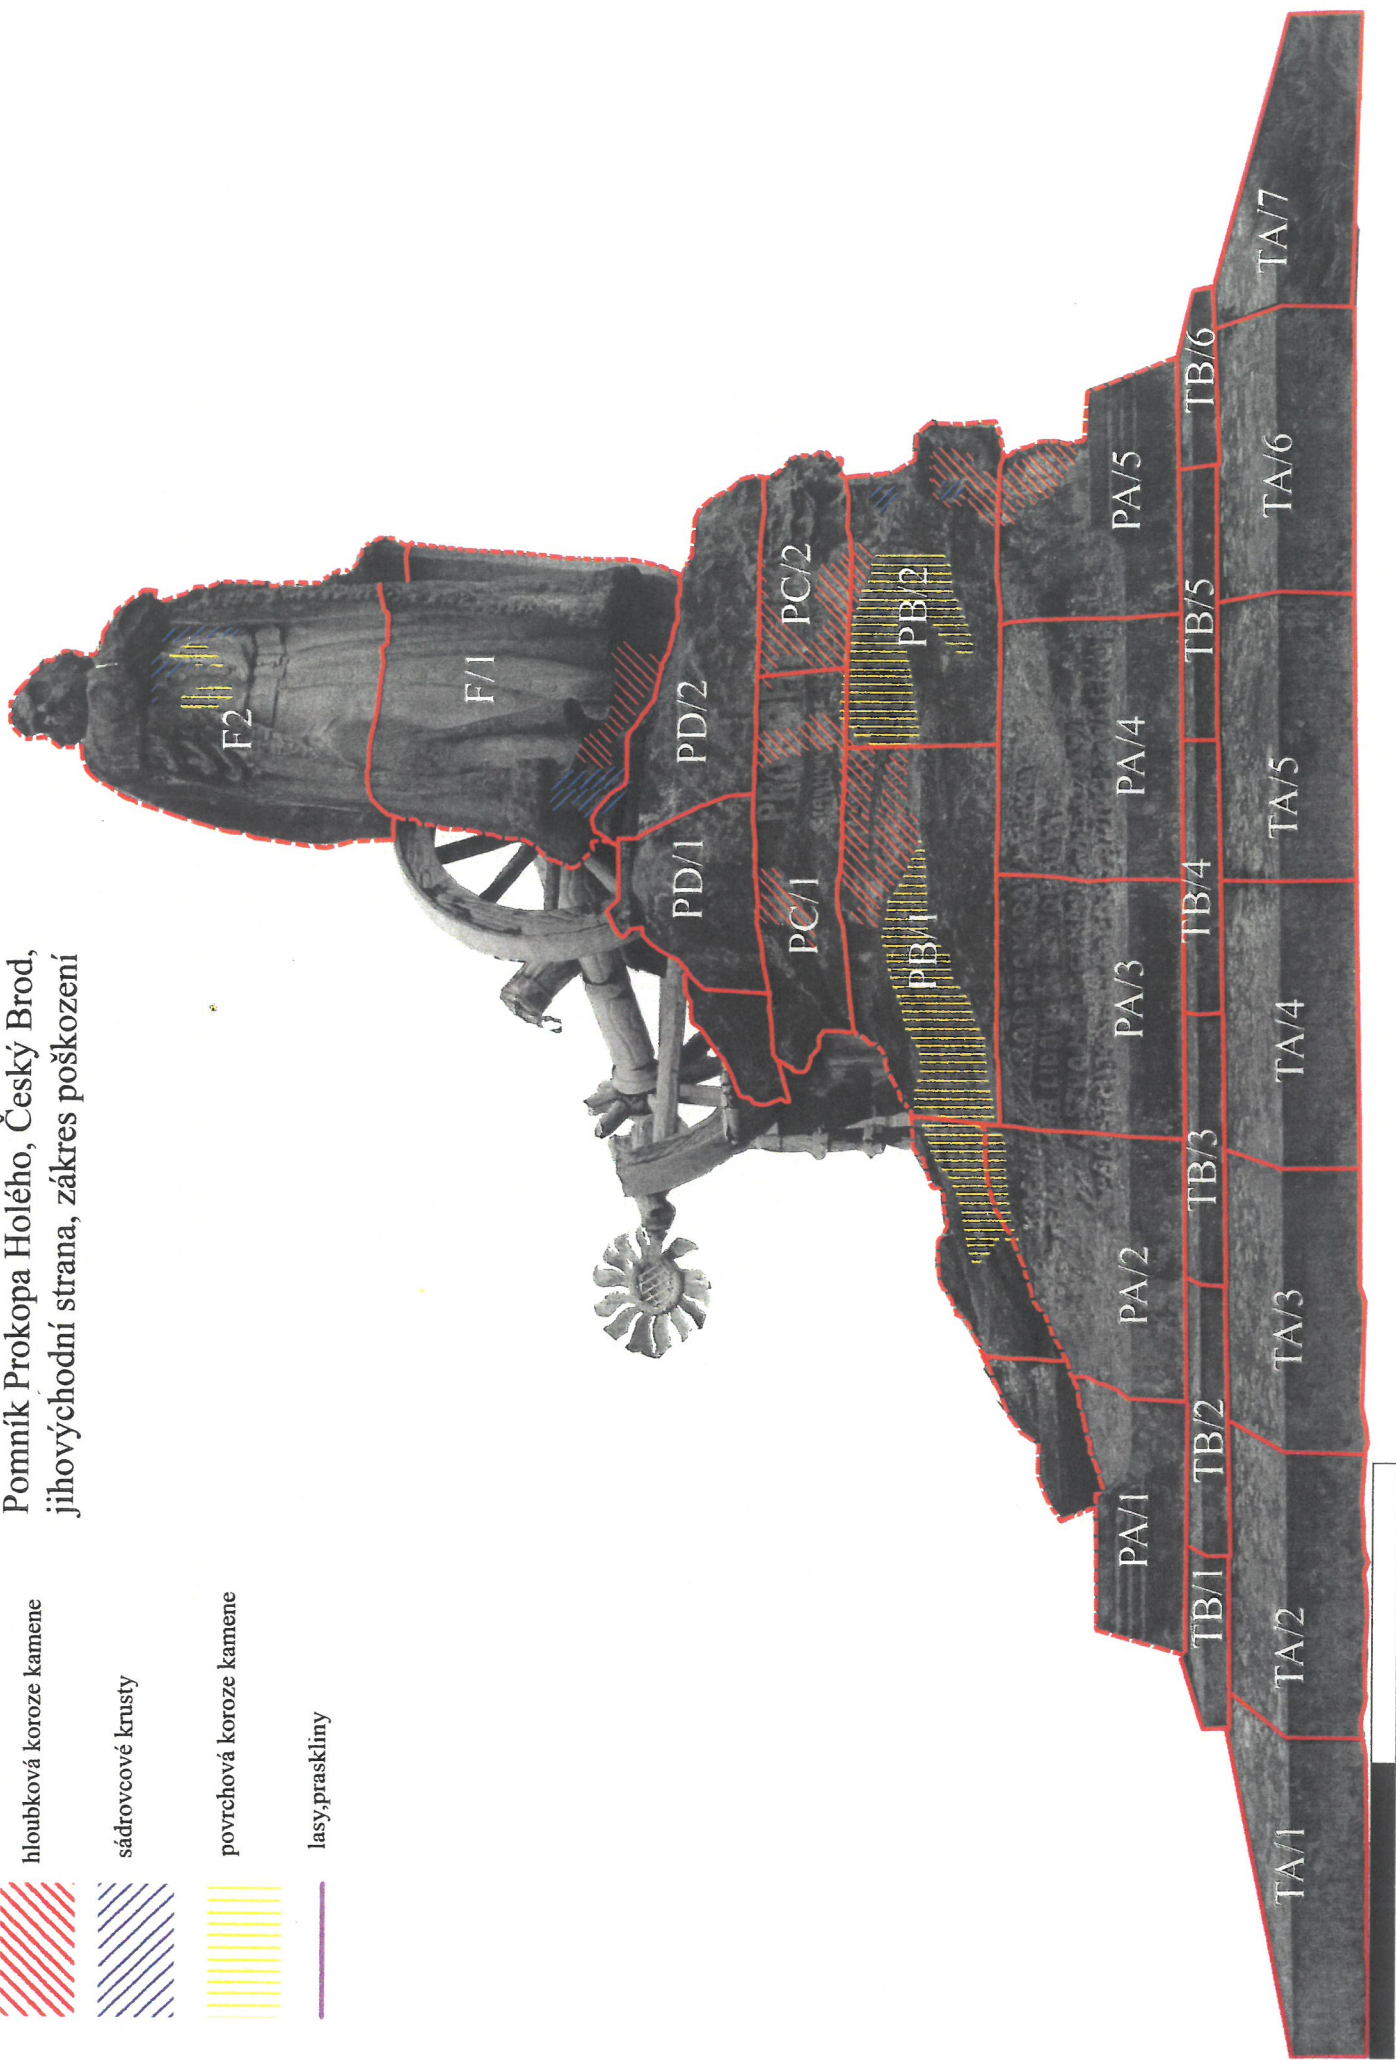 Pomník Prokopa Holého, Český Brod,
jihovýchodní strana, zákres poškození
hloubková koroze kamene
sádrovcové krusty
povrchová koroze kamene
lasy,praskliny
F2
F/1
PD/1
PD/2
PC/1
PC/2
PB/1
PB/2
PA/1
PA/2
PA/3
PA/4
PA/5
TB/1
TB/2
TB/3
TB/4
TB/5
TB/6
TA/1
TA/2
TA/3
TA/4
TA/5
TA/6
TA/7